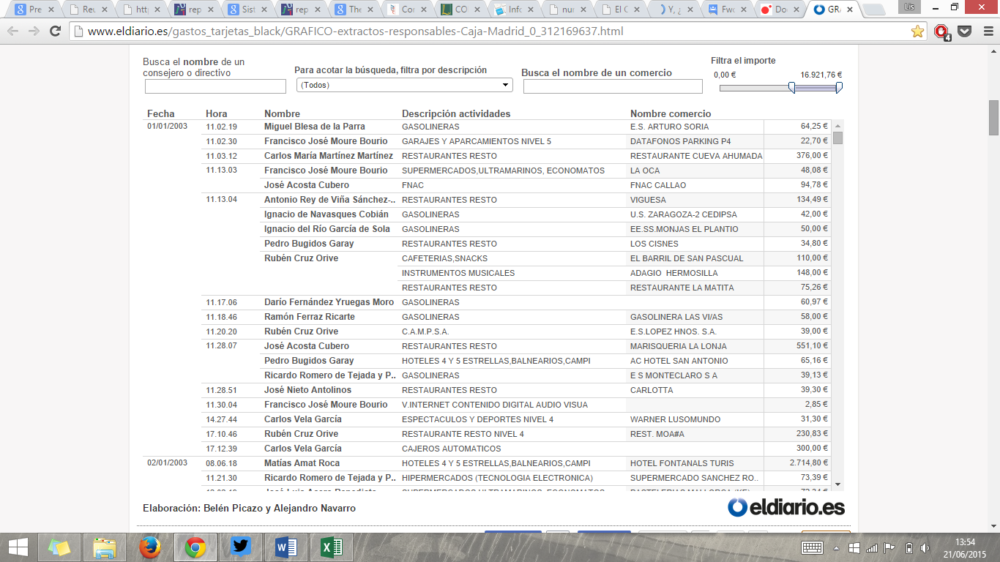 Pre
Reu
http
rep
Sist
rep
The
Cor
CO
Info
nur
El C
Y, ¿
Fwc
Doc
GRÁ
Lis
www.eldiario.es/gastos_tarjetas_black/GRAFICO-extractos-responsables-Caja-Madrid_0_312169637.html
4
Busca el nombre de un
consejero o directivo
Para acotar la búsqueda, filtra por descripción
(Todos)
Busca el nombre de un comercio
Filtra el importe
0,00 € 16.921,76 €
Fecha Hora Nombre Descripción actividades Nombre comercio
01/01/2003 11.02.19 Miguel Blesa de la Parra GASOLINERAS E.S. ARTURO SORIA 64,25 €
11.02.30 Francisco José Moure Bourio GARAJES Y APARCAMIENTOS NIVEL 5 DATAFONOS PARKING P4 22,70 €
11.03.12 Carlos María Martínez Martínez RESTAURANTES RESTO RESTAURANTE CUEVA AHUMADA 376,00 €
11.13.03 Francisco José Moure Bourio SUPERMERCADOS,ULTRAMARINOS, ECONOMATOS LA OCA 48,08 €
José Acosta Cubero FNAC FNAC CALLAO 94,78 €
11.13.04 Antonio Rey de Viña Sánchez-.. RESTAURANTES RESTO VIGUESA 134,49 €
Ignacio de Navasques Cobián GASOLINERAS U.S. ZARAGOZA-2 CEDIPSA 42,00 €
Ignacio del Río García de Sola GASOLINERAS EE.SS.MONJAS EL PLANTIO 50,00 €
Pedro Bugidos Garay RESTAURANTES RESTO LOS CISNES 34,80 €
Rubén Cruz Orive CAFETERIAS,SNACKS EL BARRIL DE SAN PASCUAL 110,00 €
INSTRUMENTOS MUSICALES ADAGIO HERMOSILLA 148,00 €
RESTAURANTES RESTO RESTAURANTE LA MATITA 75,26 €
11.17.06 Darío Fernández Yruegas Moro GASOLINERAS 60,97 €
11.18.46 Ramón Ferraz Ricarte GASOLINERAS GASOLINERA LAS VI/AS 58,00 €
11.20.20 Rubén Cruz Orive C.A.M.P.S.A. E.S.LOPEZ HNOS. S.A. 39,00 €
11.28.07 José Acosta Cubero RESTAURANTES RESTO MARISQUERIA LA LONJA 551,10 €
Pedro Bugidos Garay HOTELES 4 Y 5 ESTRELLAS,BALNEARIOS,CAMPI AC HOTEL SAN ANTONIO 65,16 €
Ricardo Romero de Tejada y P.. GASOLINERAS E S MONTECLARO S A 39,13 €
11.28.51 José Nieto Antolinos RESTAURANTES RESTO CARLOTTA 39,30 €
11.30.04 Francisco José Moure Bourio V.INTERNET CONTENIDO DIGITAL AUDIO VISUA 2,85 €
14.27.44 Carlos Vela García ESPECTACULOS Y DEPORTES NIVEL 4 WARNER LUSOMUNDO 31,30 €
17.10.46 Rubén Cruz Orive RESTAURANTE RESTO NIVEL 4 REST. MOA#A 230,83 €
17.12.39 Carlos Vela García CAJEROS AUTOMATICOS 300,00 €
02/01/2003 08.06.18 Matías Amat Roca HOTELES 4 Y 5 ESTRELLAS,BALNEARIOS,CAMPI HOTEL FONTANALS TURIS 2.714,80 €
11.21.30 Ricardo Romero de Tejada y P.. HIPERMERCADOS (TECNOLOGIA ELECTRONICA) SUPERMERCADO SANCHEZ RO.. 73,39 €
Elaboración: Belén Picazo y Alejandro Navarro
eldiario.es
13:54
21/06/2015